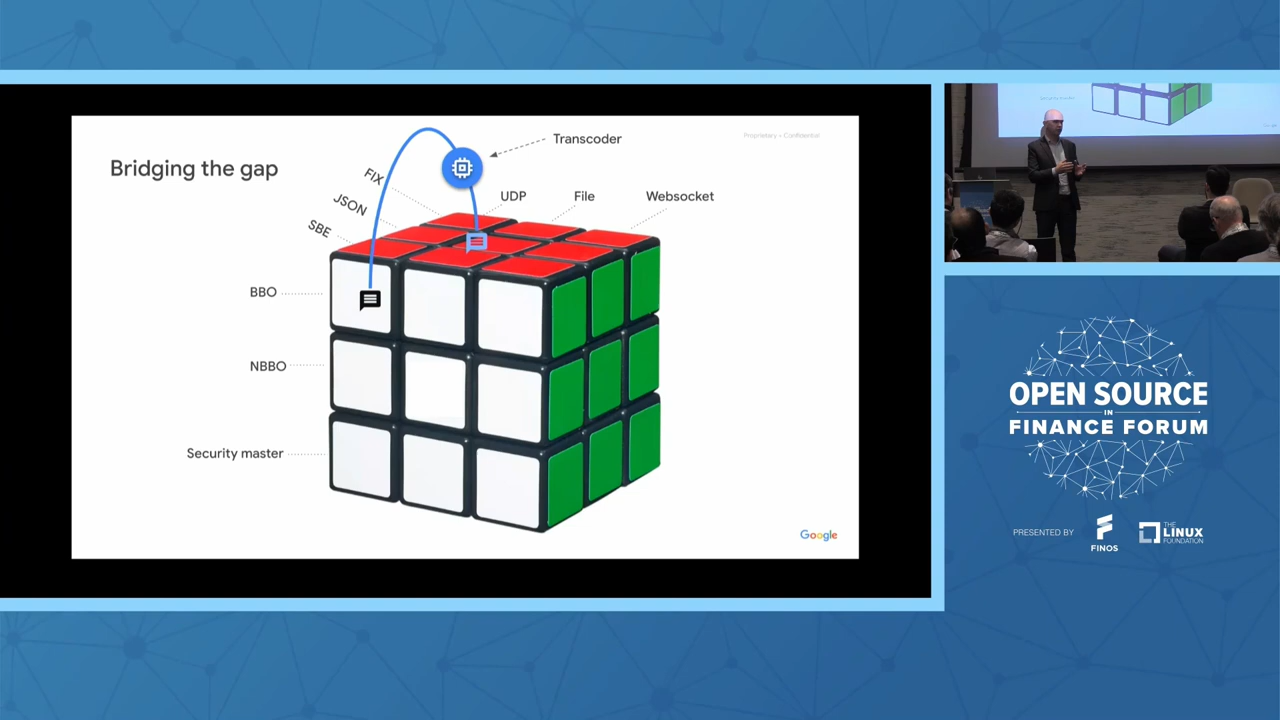 Proprietary + Confidential
Bridging the gap
Transcoder
FIX
JSON
SBE
UDP
File
Websocket
BBO
NBBO
Security master
Google
OPEN SOURCE
IN
FINANCE FORUM
PRESENTED BY
FINOS
THE
LINUX
FOUNDATION